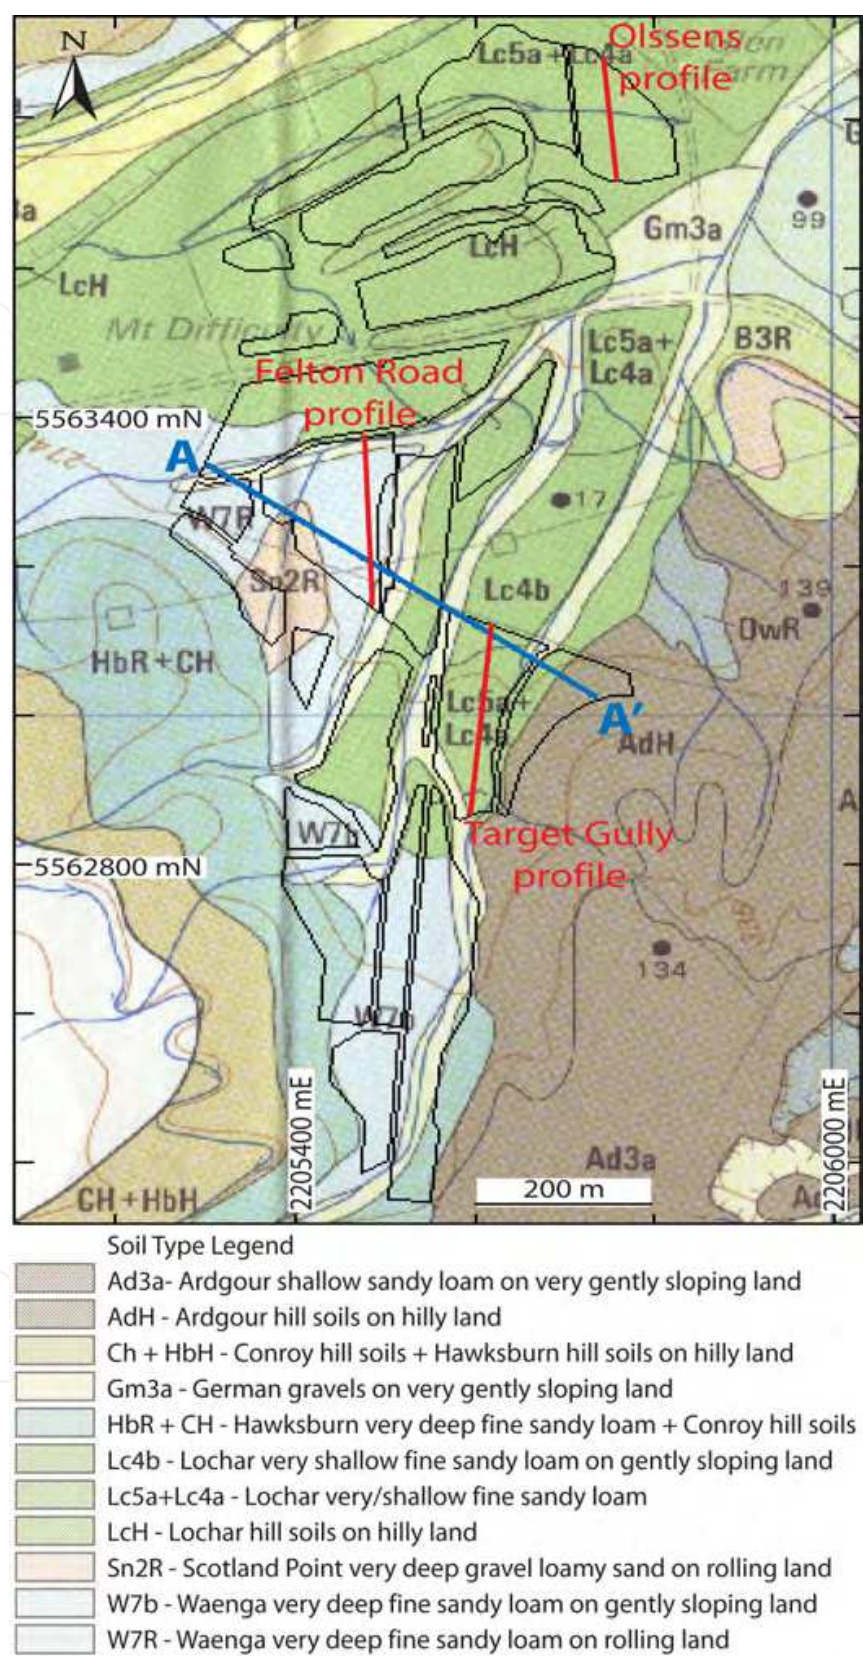 N
Lc5a + Lc4a
Olssens
profile
Glen
Farm
3a
Gm3a
99
LcH
LcH
Mt Difficulty
Lc5a+
Lc4a
B3R
Felton Road
profile
5563400 mN
274
A
W7R
17
Sn2R
Lc4b
139
DwR
HbR + CH
Lc5a+
Lc4a
A'
AdH
A
W7b
Target Gully
profile
5562800 mN
134
W7b
2205400 mE
2206000 mE
Ad3a
200 m
CH + HbH
Soil Type Legend
Ad3a- Ardgour shallow sandy loam on very gently sloping land
AdH - Ardgour hill soils on hilly land
Ch + HbH - Conroy hill soils + Hawksburn hill soils on hilly land
Gm3a - German gravels on very gently sloping land
HbR + CH - Hawksburn very deep fine sandy loam + Conroy hill soils
Lc4b - Lochar very shallow fine sandy loam on gently sloping land
Lc5a+Lc4a - Lochar very/shallow fine sandy loam
LcH - Lochar hill soils on hilly land
Sn2R - Scotland Point very deep gravel loamy sand on rolling land
W7b - Waenga very deep fine sandy loam on gently sloping land
W7R - Waenga very deep fine sandy loam on rolling land